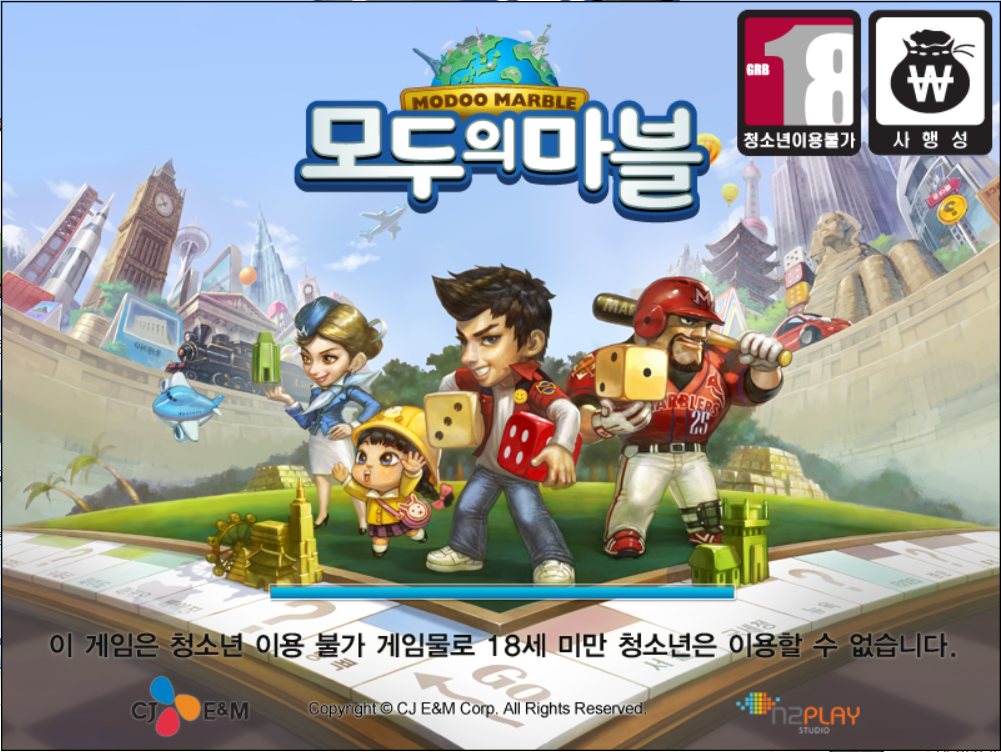 MODOO MARBLE
모두의마블
GRB
18
청소년이용불가
₩
사 행 성
M
MARBLERS
25
Go
이 게임은 청소년 이용 불가 게임물로 18세 미만 청소년은 이용할 수 없습니다.
CJ E&M
Copyright © CJ E&M Corp. All Rights Reserved.
n2PLAY
STUDIO